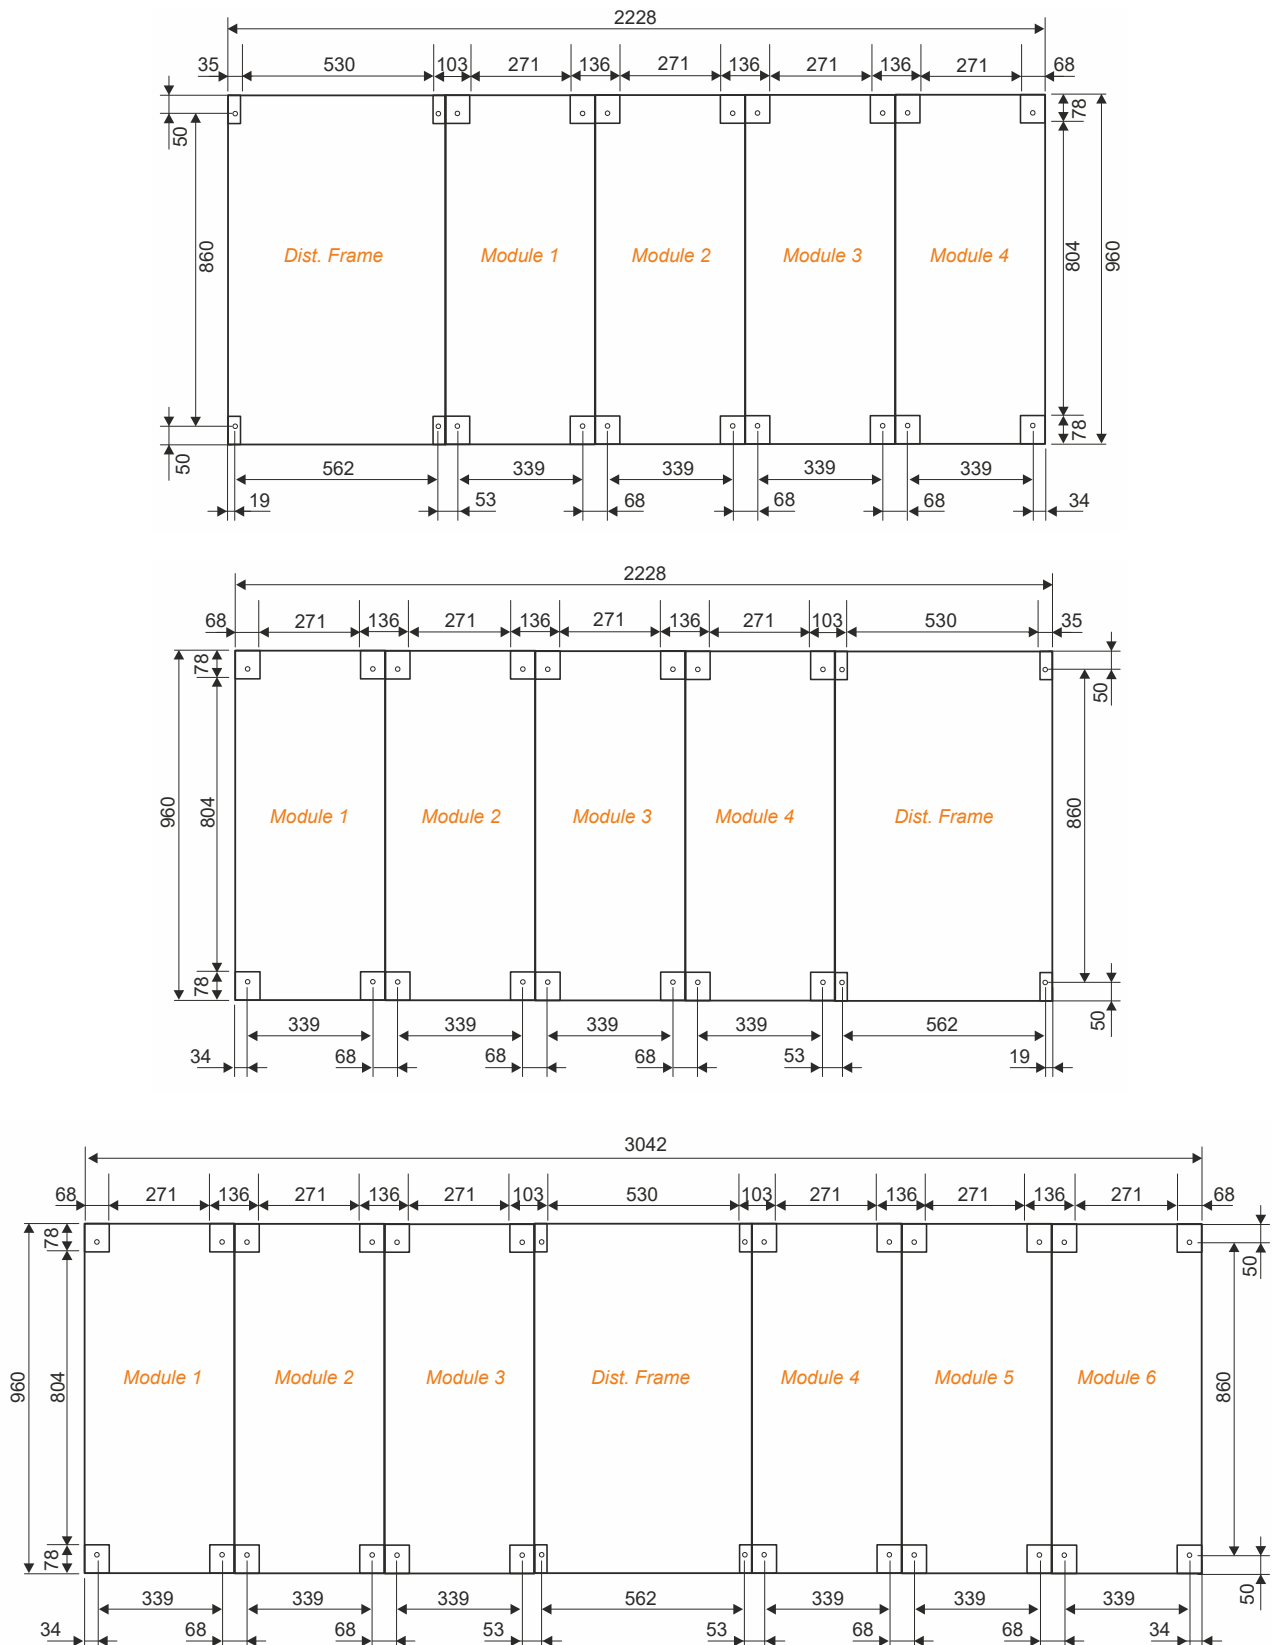 2228
35 530 103 271 136 271 136 271 136 271 68
50 78
860 Dist. Frame Module 1 Module 2 Module 3 Module 4 804 960
50 78
562 339 339 339 339
19 53 68 68 68 34
2228
68 271 136 271 136 271 136 271 103 530 35
78 50
960 804 Module 1 Module 2 Module 3 Module 4 Dist. Frame 860
78 50
339 339 339 339 562
34 68 68 68 53 19
3042
68 271 136 271 136 271 103 530 103 271 136 271 136 271 68
78 50
960 804 Module 1 Module 2 Module 3 Dist. Frame Module 4 Module 5 Module 6 860
78 50
339 339 339 562 339 339 339
34 68 68 53 53 68 68 34